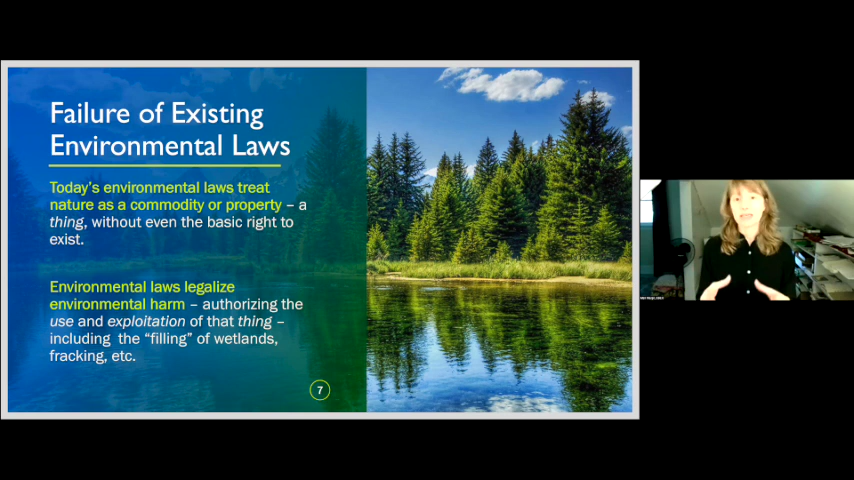 Failure of Existing
Environmental Laws
Today's environmental laws treat
nature as a commodity or property – a
thing, without even the basic right to
exist.
Environmental laws legalize
environmental harm – authorizing the
use and exploitation of that thing –
including the "filling" of wetlands,
fracking, etc.
7